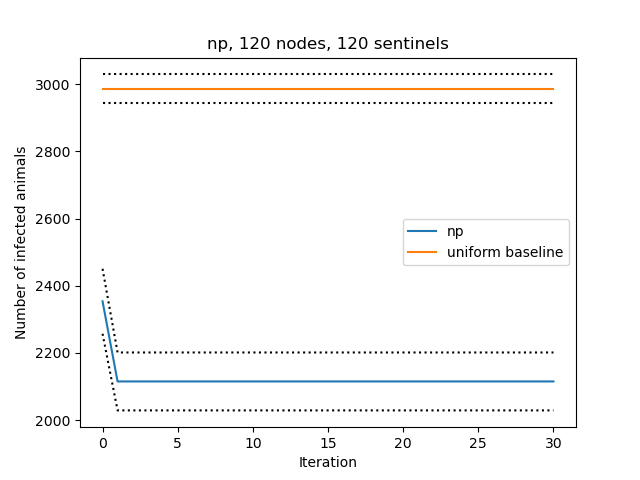 np, 120 nodes, 120 sentinels
3000
2800
2600
2400
2200
2000
Number of infected animals
np
uniform baseline
0 5 10 15 20 25 30
Iteration